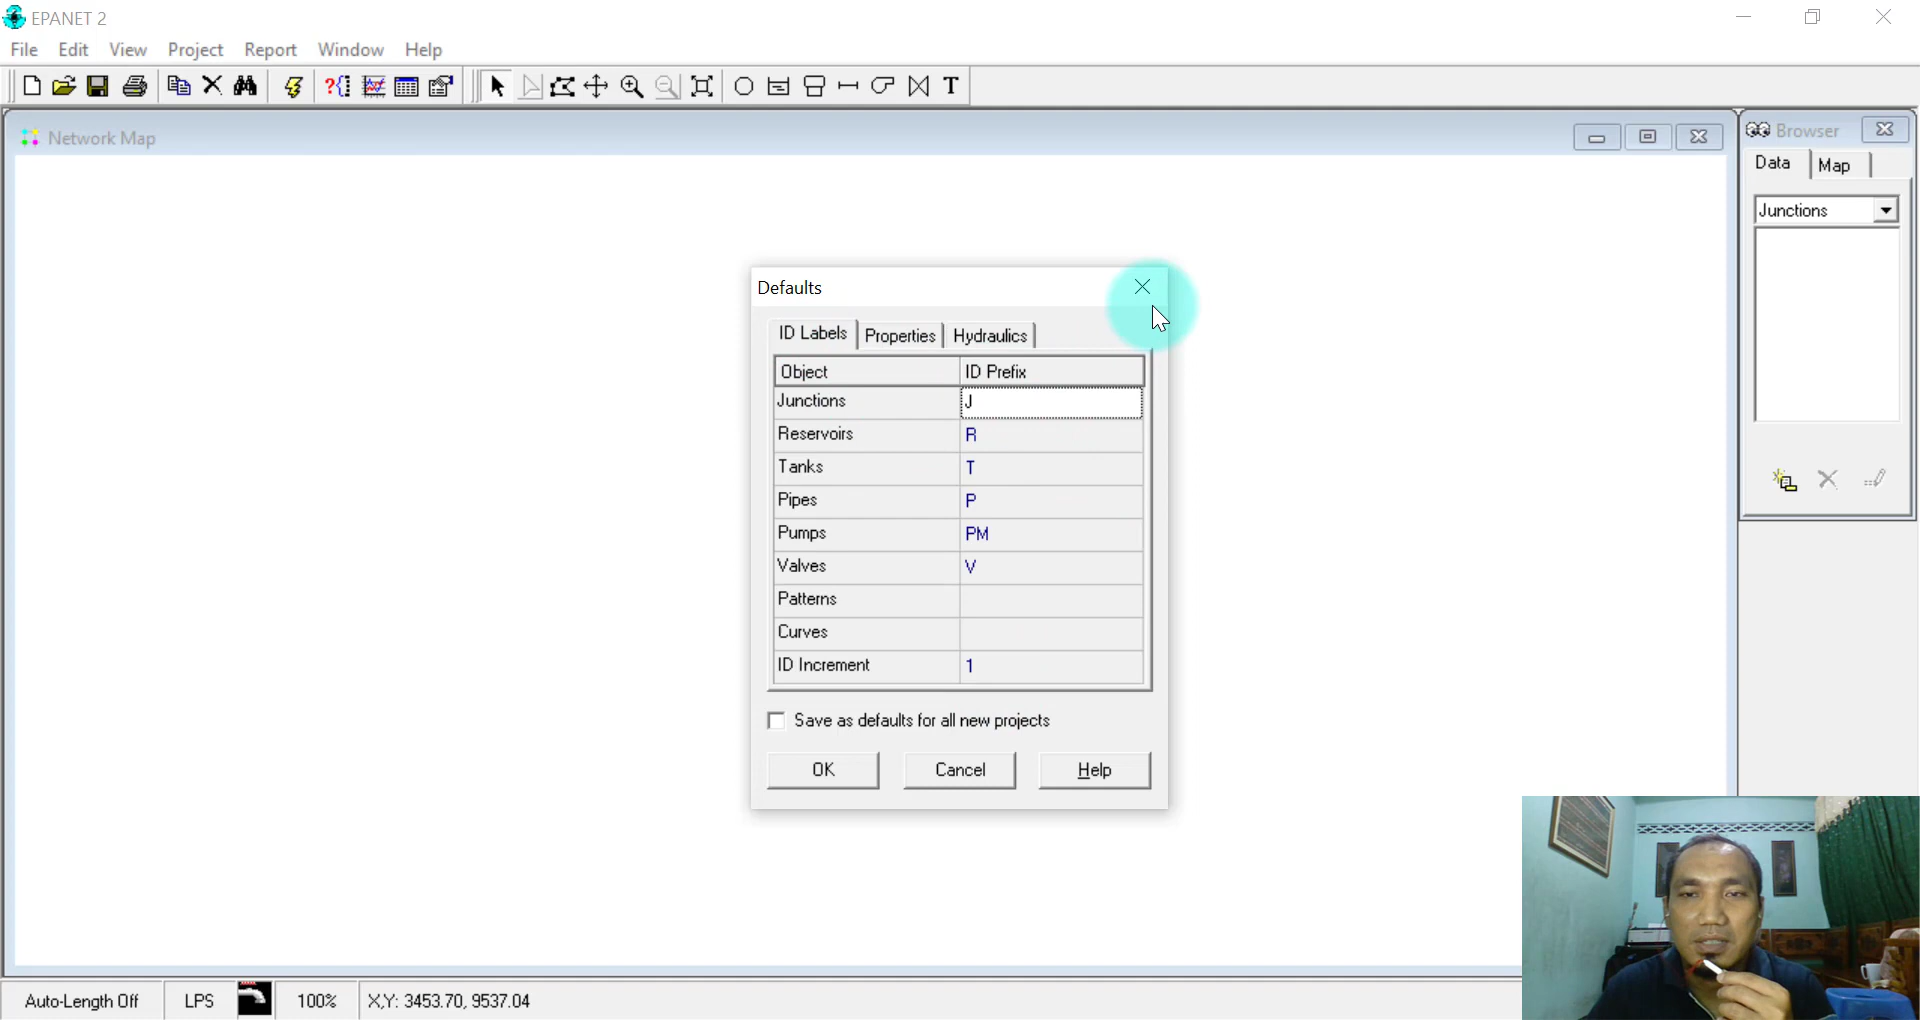 EPANET 2
File Edit View Project Report Window Help
T
Network Map
Browser
Data Map
Junctions
Defaults
ID Labels Properties Hydraulics
Object ID Prefix
Junctions J
Reservoirs R
Tanks T
Pipes P
Pumps PM
Valves V
Patterns
Curves
ID Increment 1
Save as defaults for all new projects
OK Cancel Help
Auto-Length Off LPS 100% X,Y: 3453.70, 9537.04